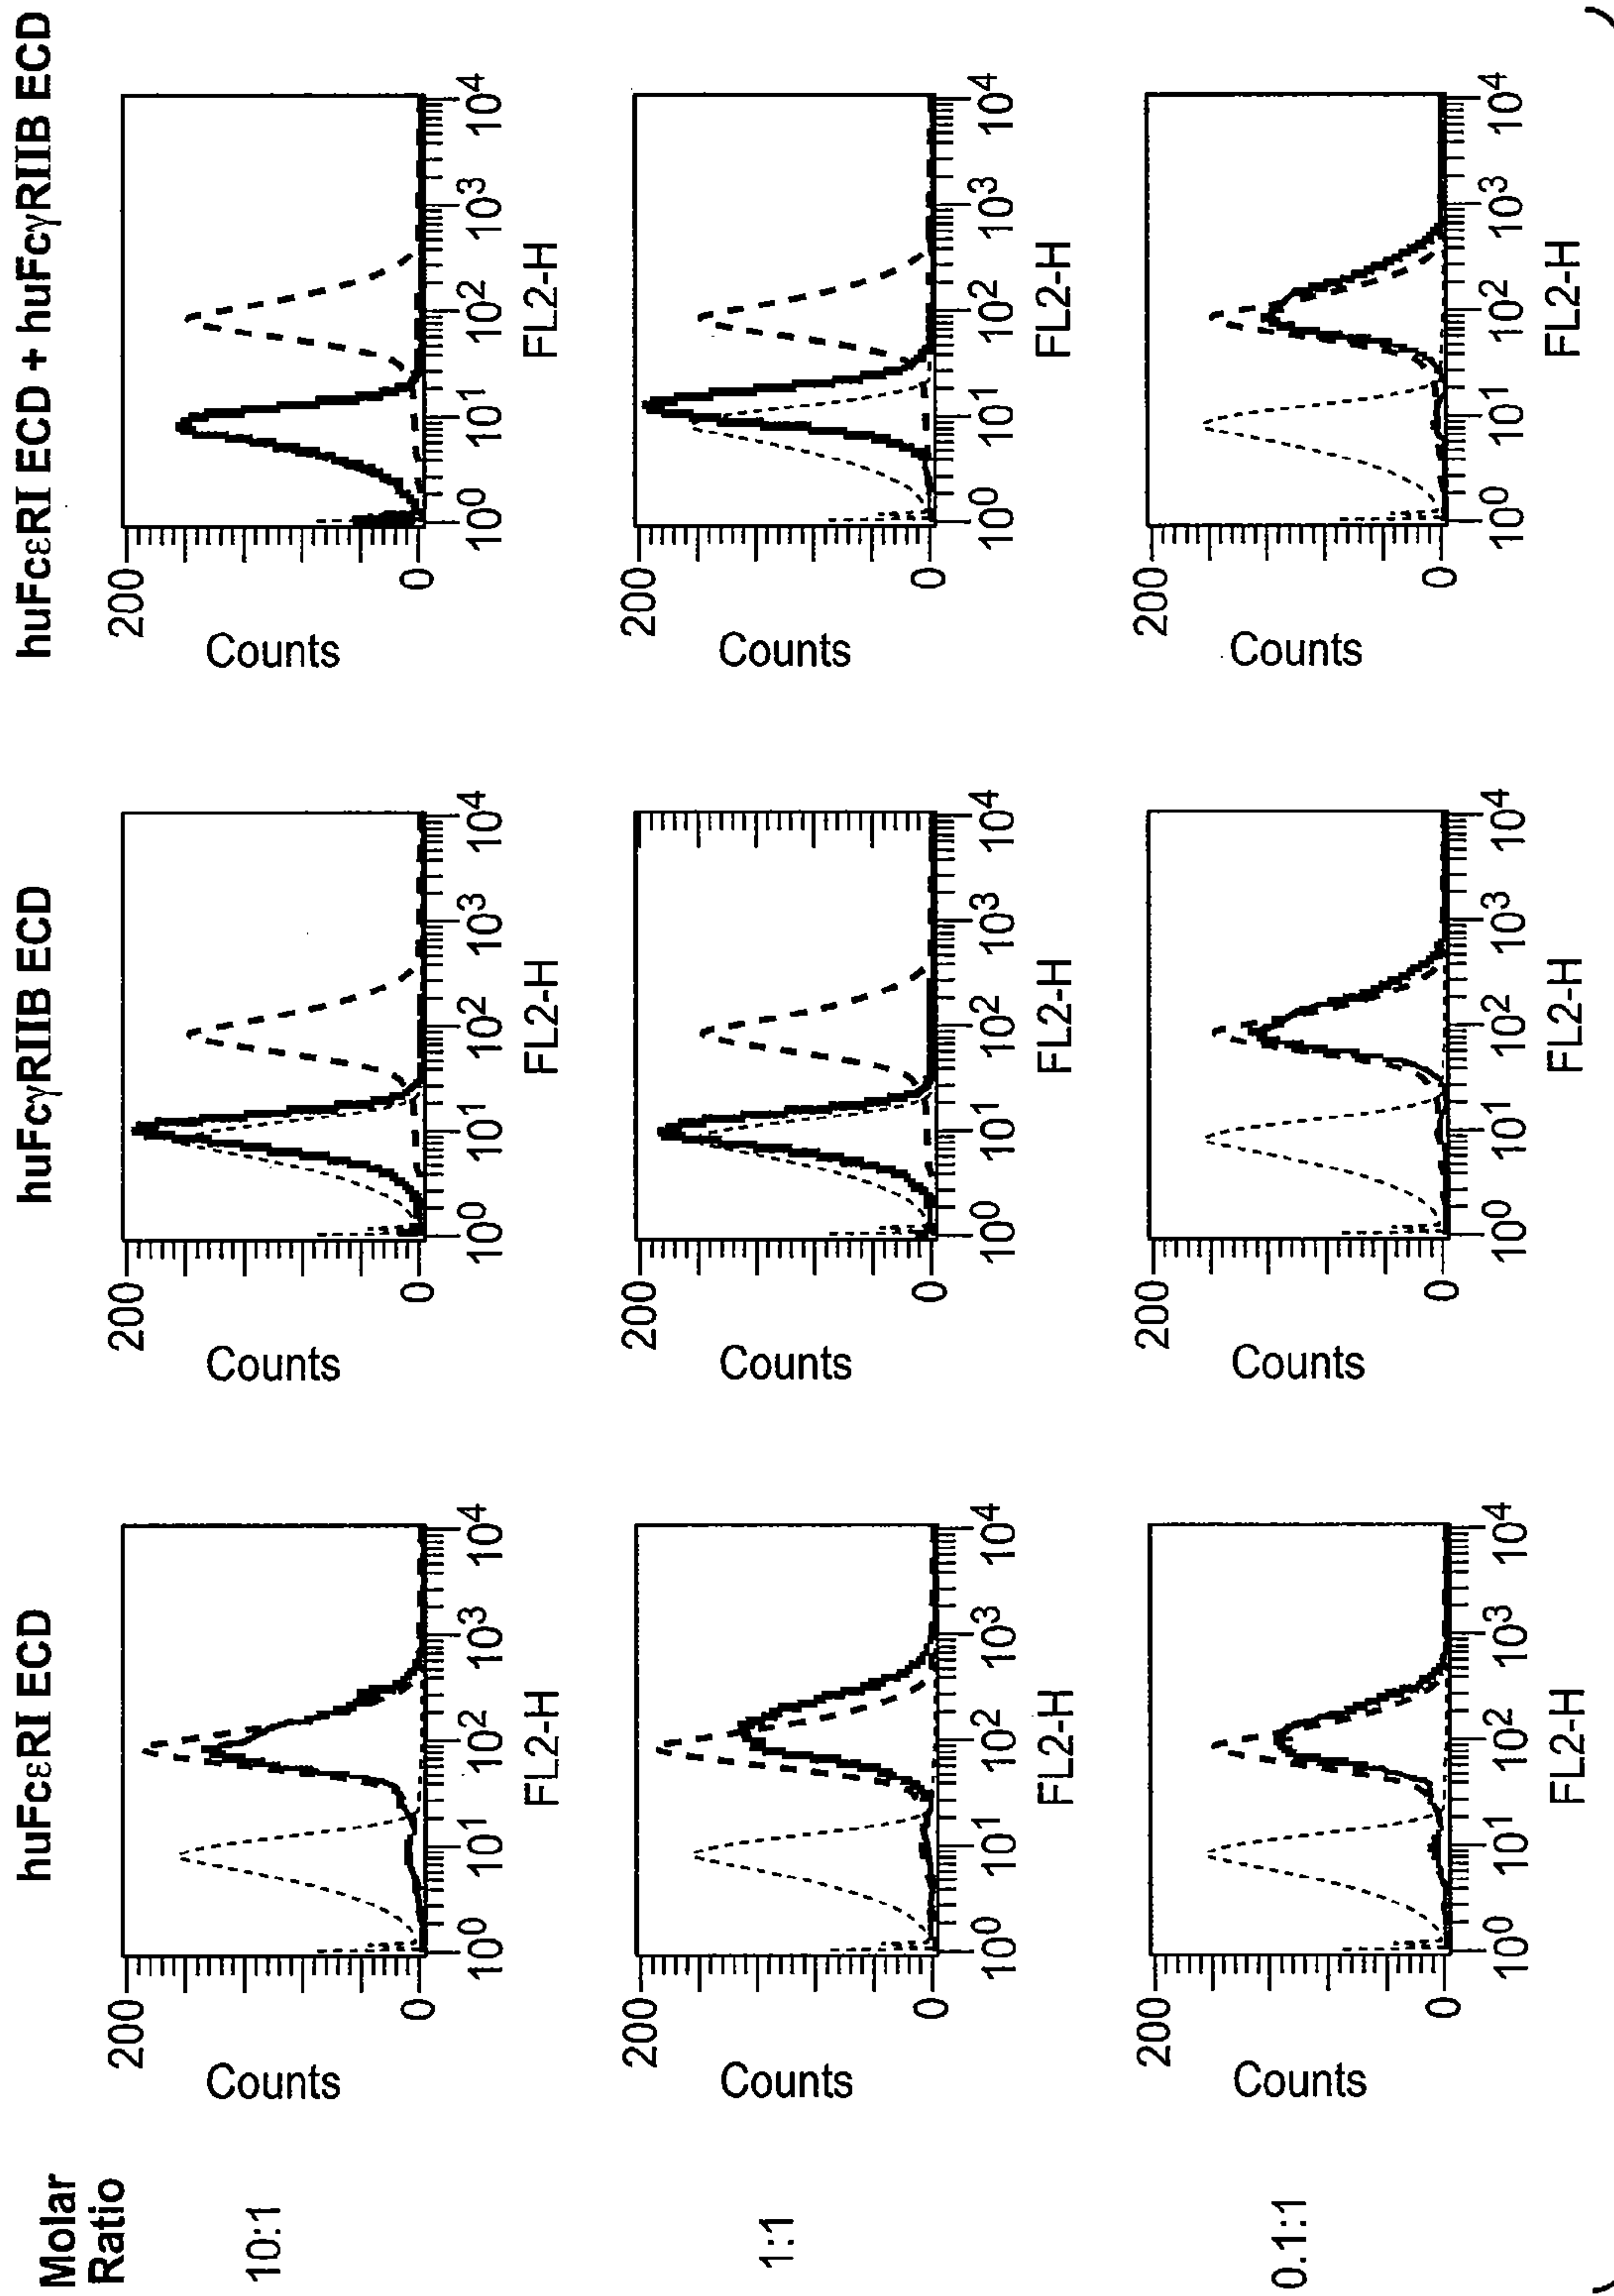 Molar
Ratio
huFcεRI ECD
huFcγRIIB ECD
huFcεRI ECD + huFcγRIIB ECD
10:1
Counts
200
0
10⁰ 10¹ 10² 10³ 10⁴
FL2-H
Counts
200
0
10⁰ 10¹ 10² 10³ 10⁴
FL2-H
Counts
200
0
10⁰ 10¹ 10² 10³ 10⁴
FL2-H
1:1
Counts
200
0
10⁰ 10¹ 10² 10³ 10⁴
FL2-H
Counts
200
0
10⁰ 10¹ 10² 10³ 10⁴
FL2-H
Counts
200
0
10⁰ 10¹ 10² 10³ 10⁴
FL2-H
0.1:1
Counts
200
0
10⁰ 10¹ 10² 10³ 10⁴
FL2-H
Counts
200
0
10⁰ 10¹ 10² 10³ 10⁴
FL2-H
Counts
200
0
10⁰ 10¹ 10² 10³ 10⁴
FL2-H